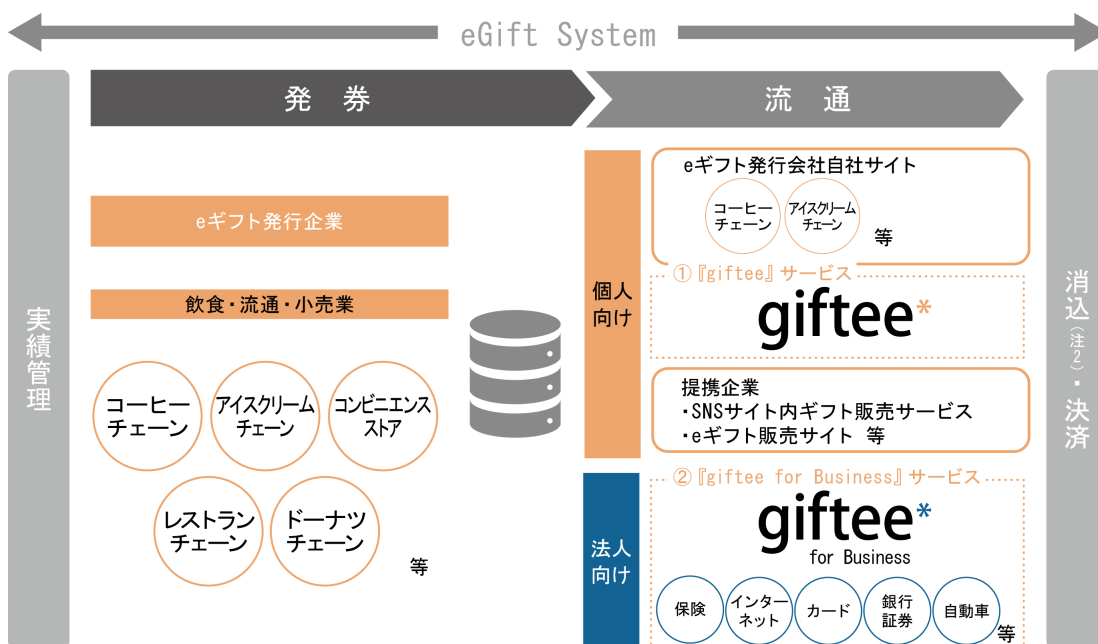 eGift System
実績管理
発 券
eギフト発行企業
飲食・流通・小売業
コーヒー
チェーン
アイスクリーム
チェーン
コンビニエンス
ストア
レストラン
チェーン
ドーナツ
チェーン
等
流 通
個人
向け
eギフト発行会社自社サイト
コーヒー
チェーン
アイスクリーム
チェーン
等
①『giftee』サービス
giftee*
提携企業
・SNSサイト内ギフト販売サービス
・eギフト販売サイト 等
法人
向け
②『giftee for Business』サービス
giftee*
for Business
保険
インター
ネット
カード
銀行
証券
自動車
等
消込(注2)・決済